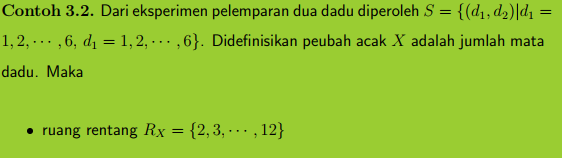 Contoh 3.2. Dari eksperimen pelemparan dua dadu diperoleh S = {(d₁, d₂)|d₁ =
1, 2, ⋯ , 6, d₁ = 1, 2, ⋯ , 6}. Didefinisikan peubah acak X adalah jumlah mata
dadu. Maka
• ruang rentang R_X = {2, 3, ⋯ , 12}